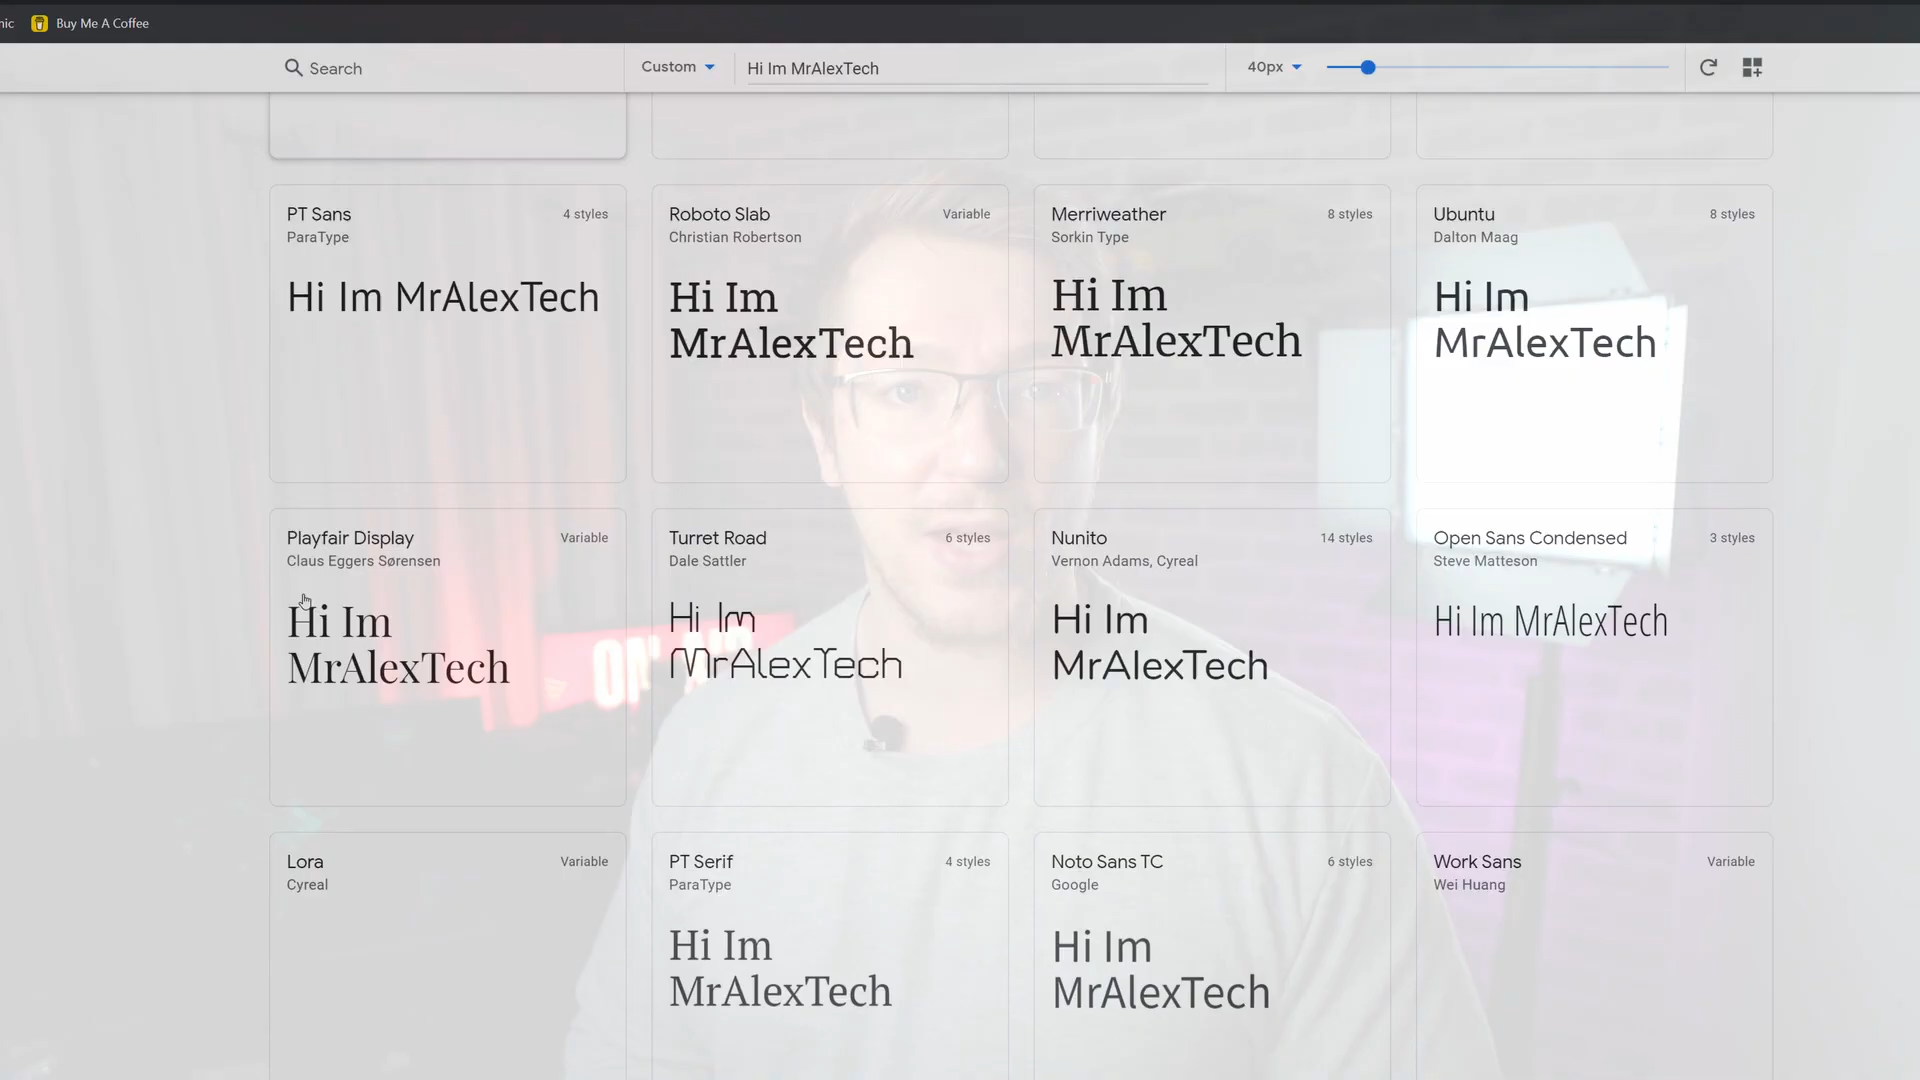 nic
Buy Me A Coffee
Search
Custom
Hi Im MrAlexTech
40px
PT Sans
4 styles
ParaType
Hi Im MrAlexTech
Roboto Slab
Variable
Christian Robertson
Hi Im
MrAlexTech
Merriweather
8 styles
Sorkin Type
Hi Im
MrAlexTech
Ubuntu
8 styles
Dalton Maag
Hi Im
MrAlexTech
Playfair Display
Variable
Claus Eggers Sørensen
Hi Im
MrAlexTech
Turret Road
6 styles
Dale Sattler
Hi Im
MrAlexTech
Nunito
14 styles
Vernon Adams, Cyreal
Hi Im
MrAlexTech
Open Sans Condensed
3 styles
Steve Matteson
Hi Im MrAlexTech
ON AIR
Lora
Variable
Cyreal
PT Serif
4 styles
ParaType
Hi Im
MrAlexTech
Noto Sans TC
6 styles
Google
Hi Im
MrAlexTech
Work Sans
Variable
Wei Huang